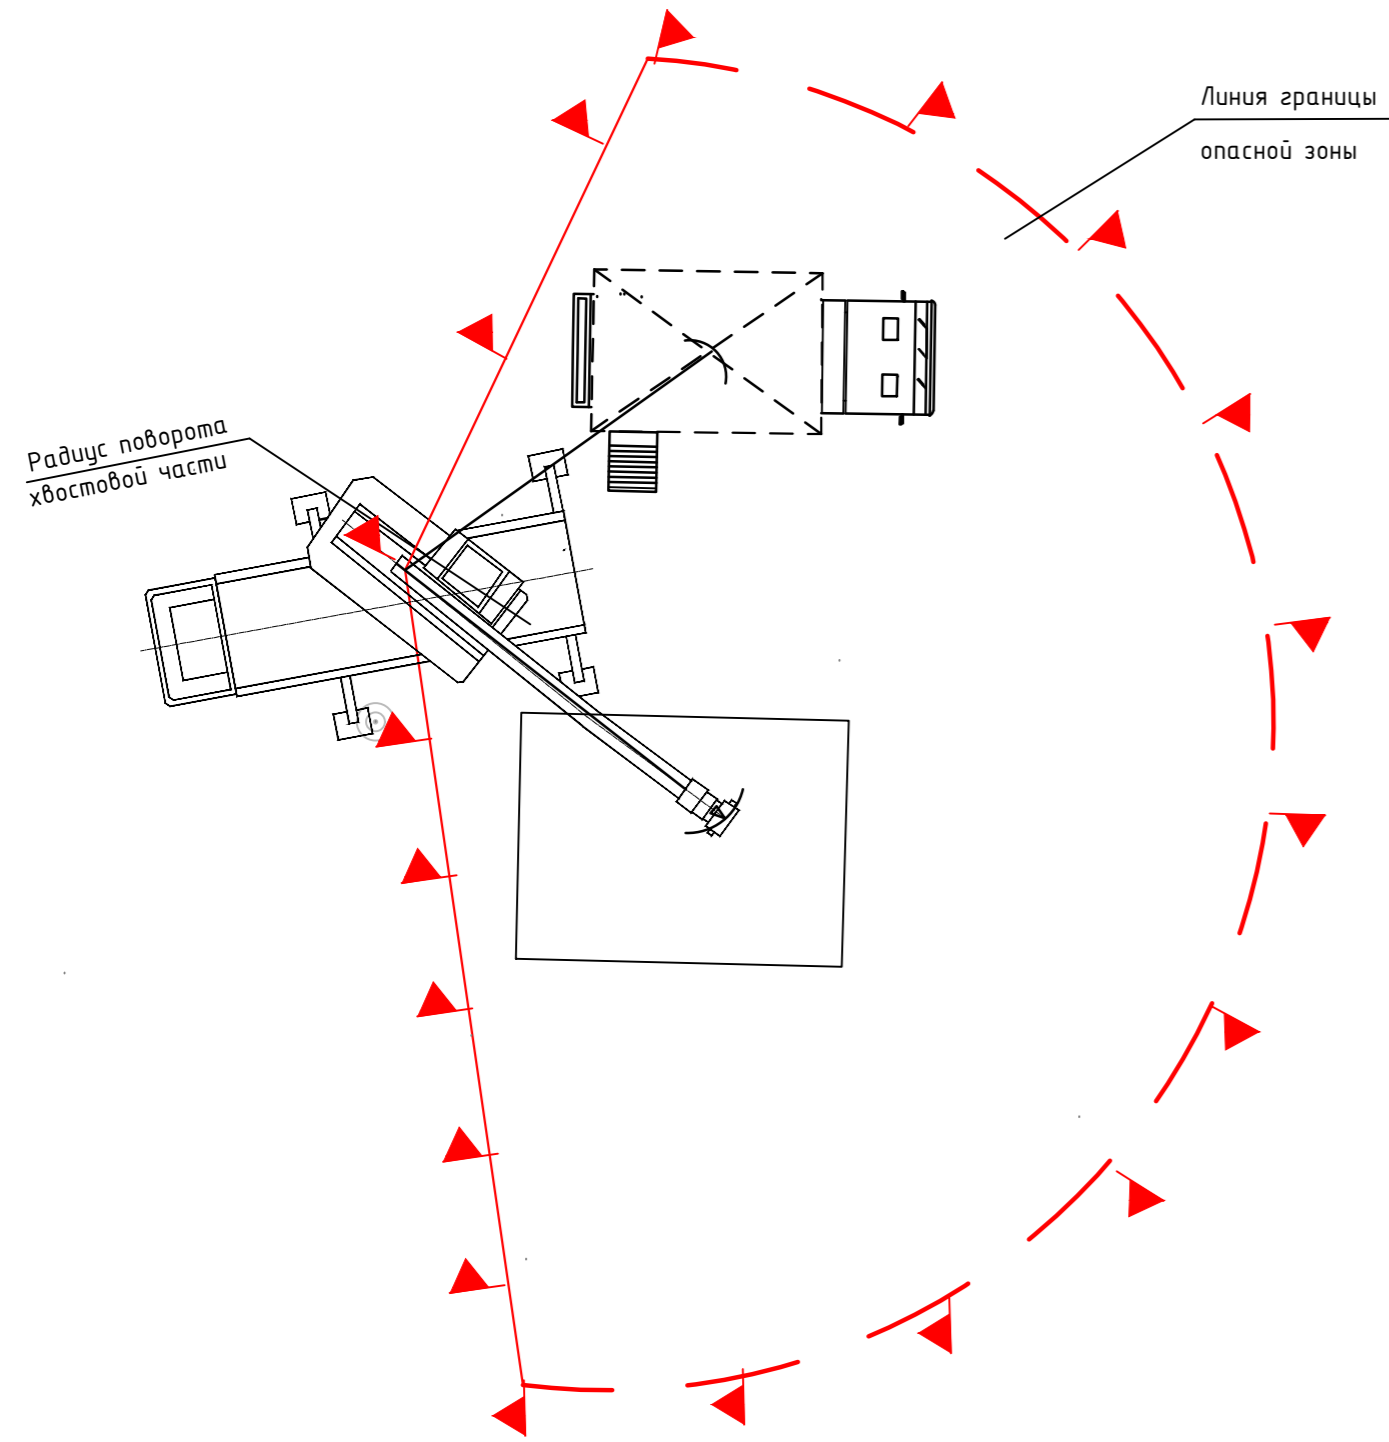 Линия границы
опасной зоны
Радиус поворота
хвостовой части